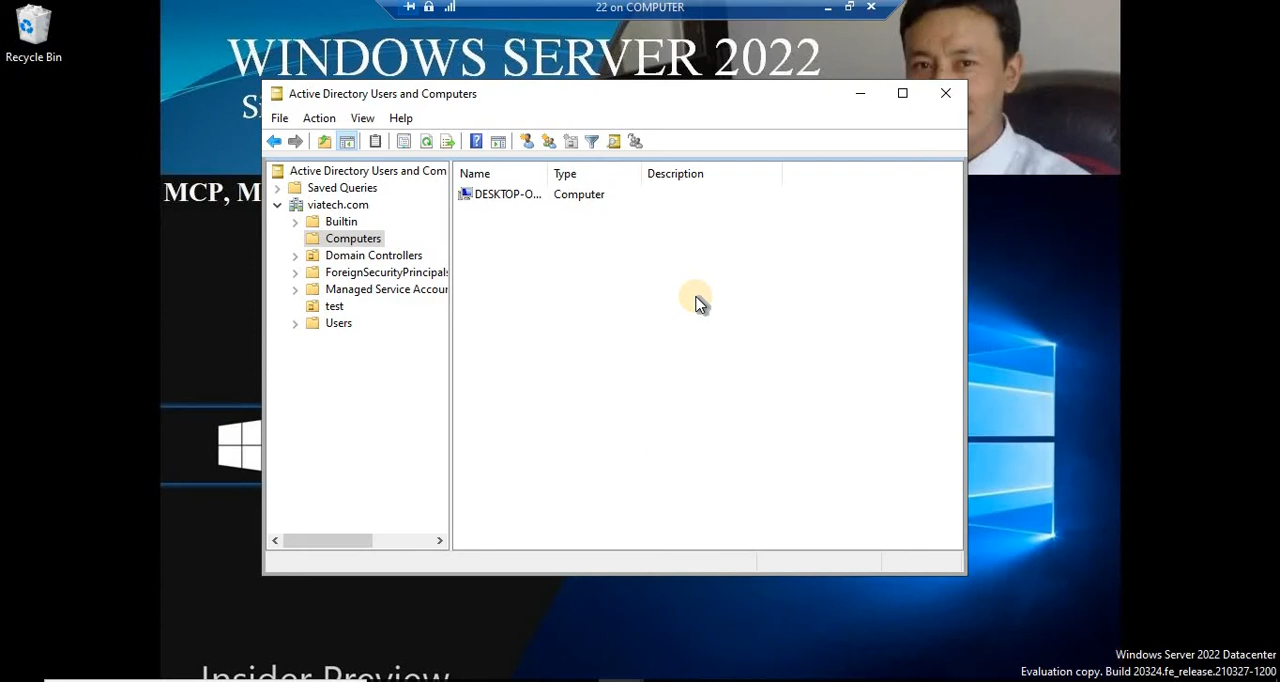 22 on COMPUTER
Recycle Bin
WINDOWS SERVER 2022
Active Directory Users and Computers
File Action View Help
MCP, M
Active Directory Users and Com
Saved Queries
viatech.com
Builtin
Computers
Domain Controllers
ForeignSecurityPrincipals
Managed Service Accour
test
Users
Name Type Description
DESKTOP-O... Computer
Insider Preview
Windows Server 2022 Datacenter
Evaluation copy. Build 20324.fe_release.210327-1200